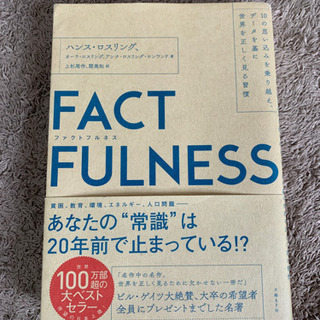 10の思い込みを乗り越え、
データを基に
世界を正しく見る習慣
ハンス・ロスリング、
オーラ・ロスリング、アンナ・ロスリング・ロンランド 著
上杉周作、関美和 訳
FACT
ファクトフルネス
FULNESS
貧困、教育、環境、エネルギー、人口問題――
あなたの“常識”は
20年前で止まっている!?
世界
100万部超の
大ベスト
セラー
「名作中の名作。
世界を正しく見るために欠かせない一冊だ」
ビル・ゲイツ大絶賛、大卒の希望者
全員にプレゼントまでした名著